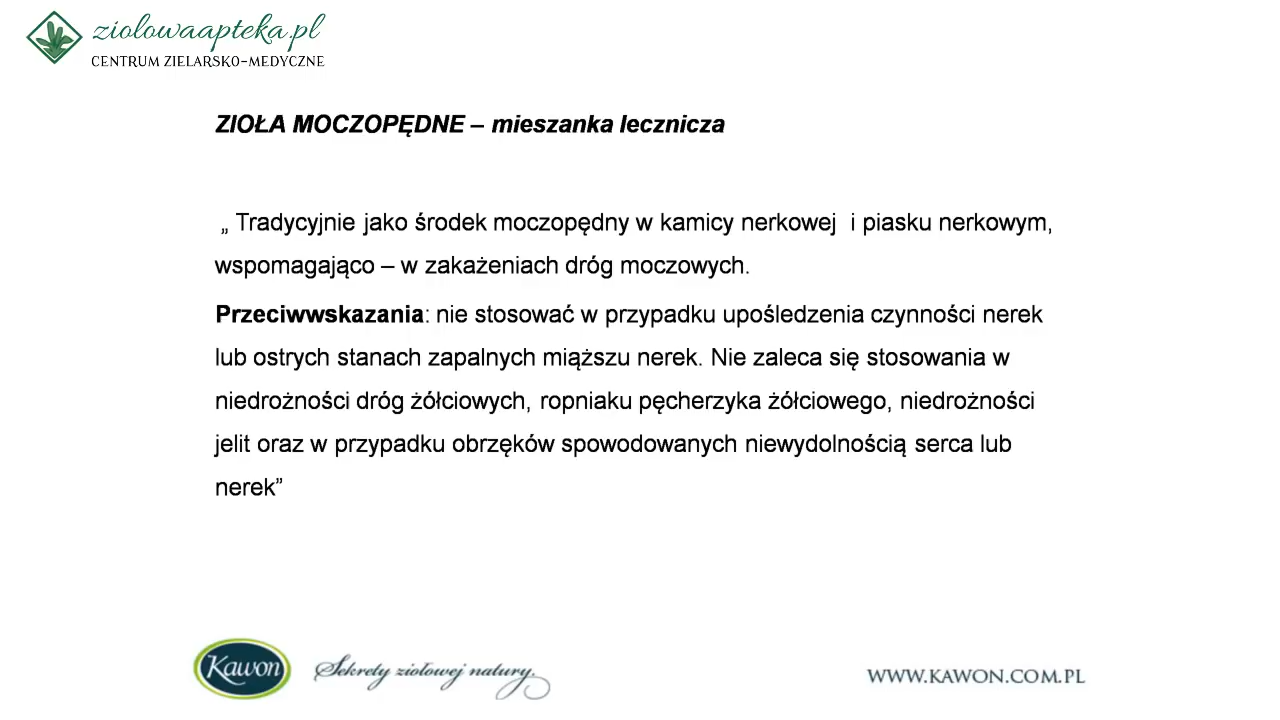 ziolowaapteka.pl
CENTRUM ZIELARSKO-MEDYCZNE
ZIOŁA MOCZOPĘDNE – mieszanka lecznicza
„ Tradycyjnie jako środek moczopędny w kamicy nerkowej  i piasku nerkowym,
wspomagająco – w zakażeniach dróg moczowych.
Przeciwwskazania: nie stosować w przypadku upośledzenia czynności nerek
lub ostrych stanach zapalnych miąższu nerek. Nie zaleca się stosowania w
niedrożności dróg żółciowych, ropniaku pęcherzyka żółciowego, niedrożności
jelit oraz w przypadku obrzęków spowodowanych niewydolnością serca lub
nerek”
Kawon Sekrety ziołowej natury. WWW.KAWON.COM.PL